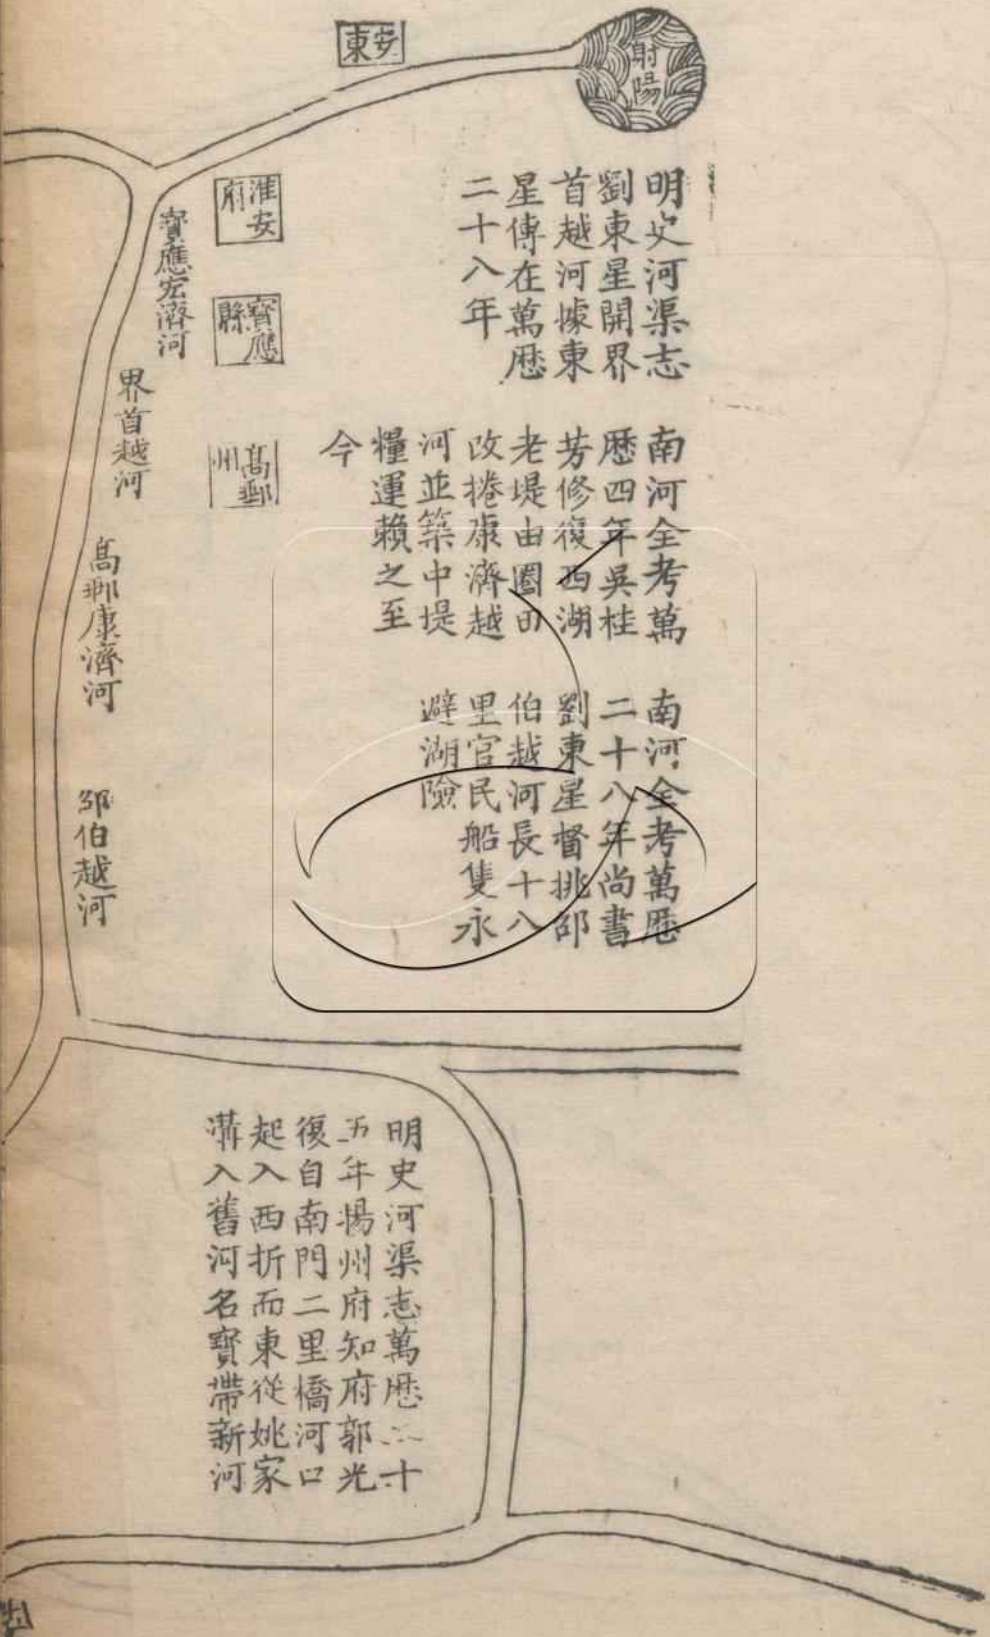 射陽
安東
明史河渠志
劉東星開界
首越河據東
星傳在萬歴
二十八年
淮安府
寶應縣
高郵州
寶應宏濟河
界首越河
高郵康濟河
邵伯越河
南河全考萬
歴四年吳桂
芳修復西湖
老堤由圈田
改捲康濟越
河並築中堤
糧運賴之至
今
南河全考萬歴
二十八年尚書
劉東星督挑邵
伯越河長十八
里官民船隻永
避湖險
明史河渠志萬歴二十
五年揚州府知府郭光
復自南門二里橋河口
起入西折而東從姚家
溝入舊河名寶帶新河